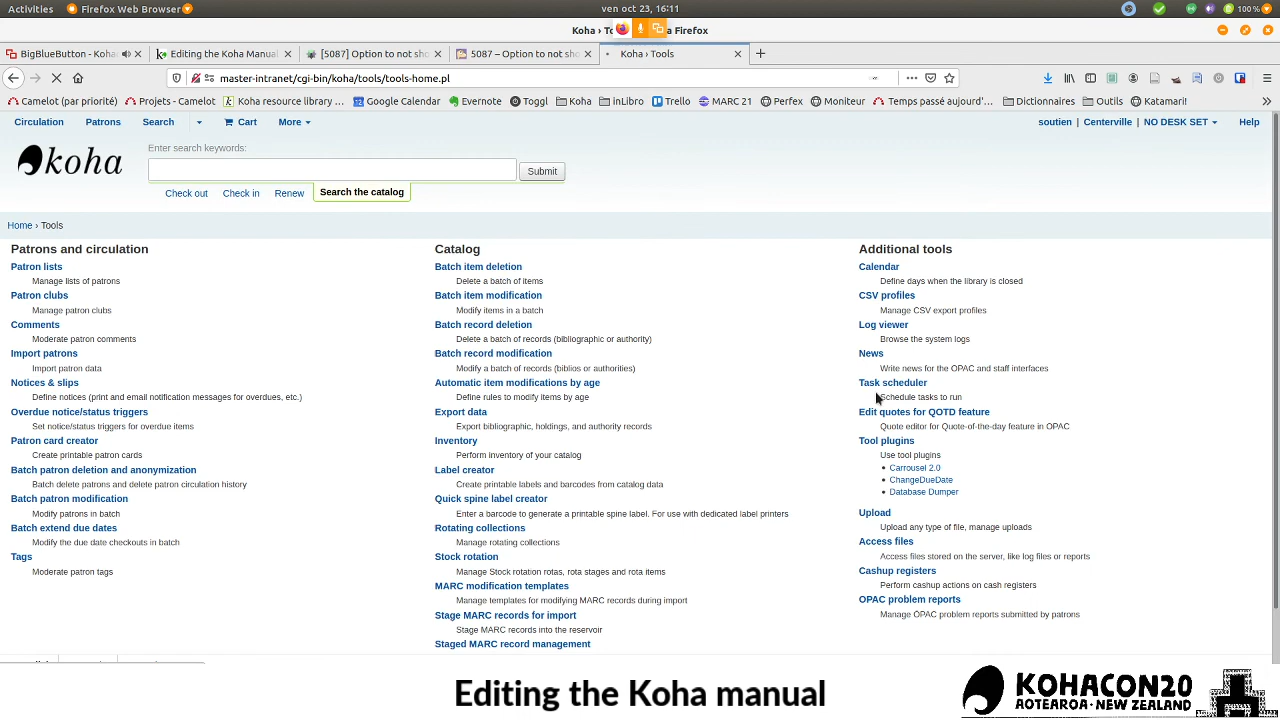 Activities
Firefox Web Browser
ven oct 23, 16:11
100%
Koha › To
a Firefox
BigBlueButton - Koha
Editing the Koha Manual
[5087] Option to not sho
5087 – Option to not sho
Koha › Tools
master-intranet/cgi-bin/koha/tools/tools-home.pl
Camelot (par priorité)
Projets - Camelot
Koha resource library ...
Google Calendar
Evernote
Toggl
Koha
inLibro
Trello
MARC 21
Perfex
Moniteur
Temps passé aujourd'...
Dictionnaires
Outils
Katamari!
Circulation
Patrons
Search
Cart
More
soutien | Centerville | NO DESK SET
Help
koha
Enter search keywords:
Submit
Check out
Check in
Renew
Search the catalog
Home › Tools
Patrons and circulation
Patron lists
Manage lists of patrons
Patron clubs
Manage patron clubs
Comments
Moderate patron comments
Import patrons
Import patron data
Notices & slips
Define notices (print and email notification messages for overdues, etc.)
Overdue notice/status triggers
Set notice/status triggers for overdue items
Patron card creator
Create printable patron cards
Batch patron deletion and anonymization
Batch delete patrons and delete patron circulation history
Batch patron modification
Modify patrons in batch
Batch extend due dates
Modify the due date checkouts in batch
Tags
Moderate patron tags
Catalog
Batch item deletion
Delete a batch of items
Batch item modification
Modify items in a batch
Batch record deletion
Delete a batch of records (bibliographic or authority)
Batch record modification
Modify a batch of records (biblios or authorities)
Automatic item modifications by age
Define rules to modify items by age
Export data
Export bibliographic, holdings, and authority records
Inventory
Perform inventory of your catalog
Label creator
Create printable labels and barcodes from catalog data
Quick spine label creator
Enter a barcode to generate a printable spine label. For use with dedicated label printers
Rotating collections
Manage rotating collections
Stock rotation
Manage Stock rotation rotas, rota stages and rota items
MARC modification templates
Manage templates for modifying MARC records during import
Stage MARC records for import
Stage MARC records into the reservoir
Staged MARC record management
Additional tools
Calendar
Define days when the library is closed
CSV profiles
Manage CSV export profiles
Log viewer
Browse the system logs
News
Write news for the OPAC and staff interfaces
Task scheduler
Schedule tasks to run
Edit quotes for QOTD feature
Quote editor for Quote-of-the-day feature in OPAC
Tool plugins
Use tool plugins
Carrousel 2.0
ChangeDueDate
Database Dumper
Upload
Upload any type of file, manage uploads
Access files
Access files stored on the server, like log files or reports
Cashup registers
Perform cashup actions on cash registers
OPAC problem reports
Manage OPAC problem reports submitted by patrons
Editing the Koha manual
KOHACON20
AOTEAROA · NEW ZEALAND